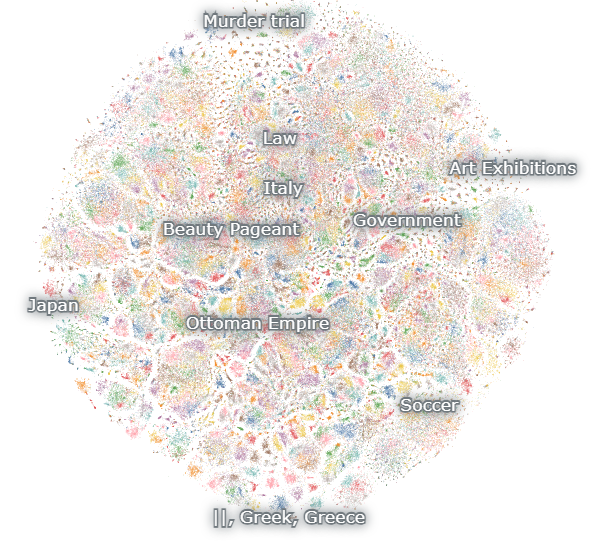 Murder trial
Law
Art Exhibitions
Italy
Government
Beauty Pageant
Japan
Ottoman Empire
Soccer
||, Greek, Greece